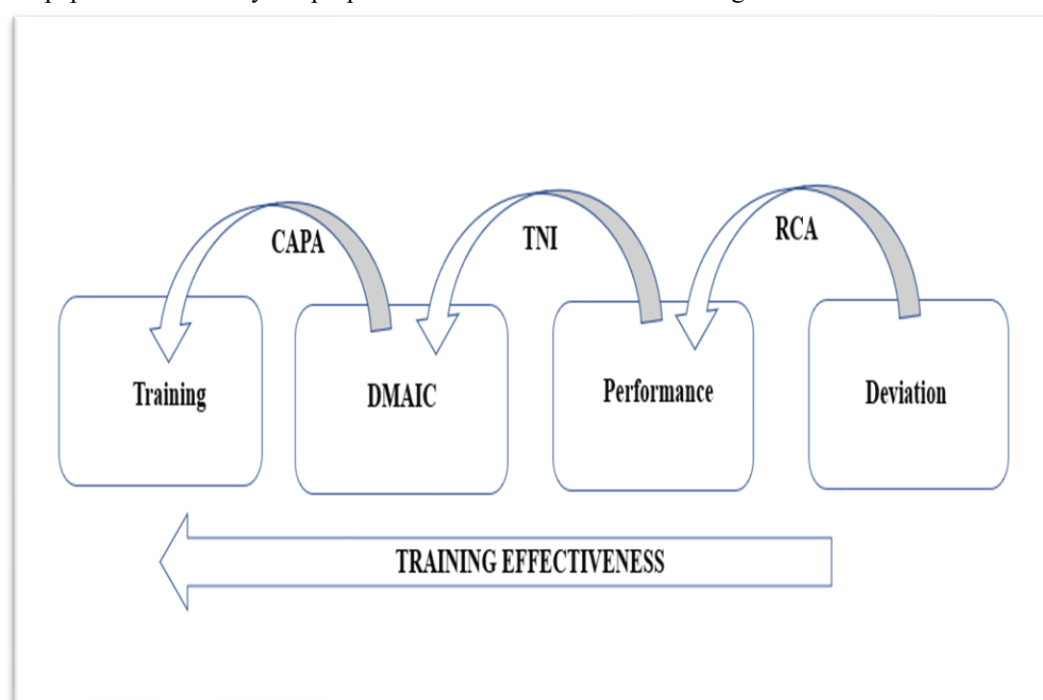 CAPA
TNI
RCA
Training
DMAIC
Performance
Deviation
TRAINING EFFECTIVENESS